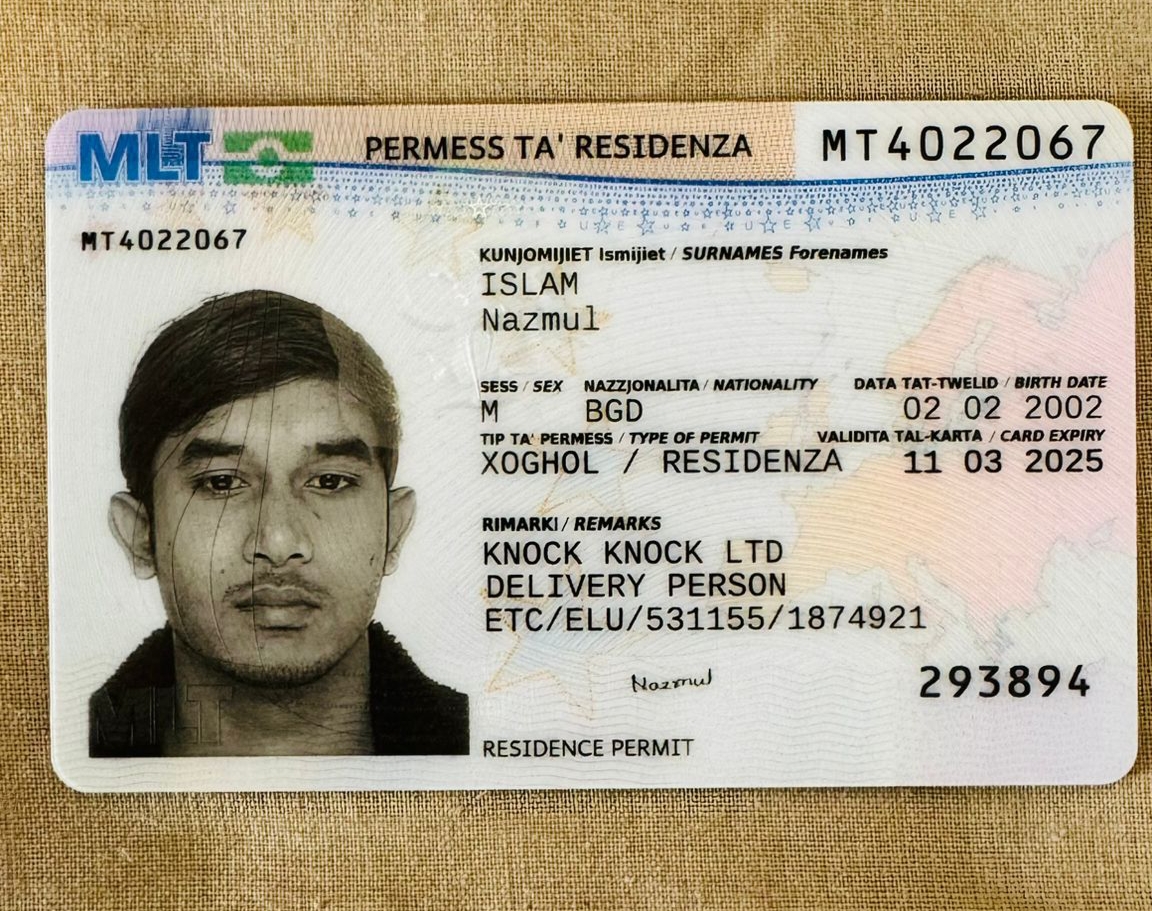 MLT PERMESS TA' RESIDENZA MT4022067
MT4022067
KUNJOMIJIET Ismijiet / SURNAMES Forenames
ISLAM
Nazmul
SESS / SEX NAZZJONALITA / NATIONALITY DATA TAT-TWELID / BIRTH DATE
M BGD 02 02 2002
TIP TA' PERMESS / TYPE OF PERMIT VALIDITA TAL-KARTA / CARD EXPIRY
XOGHOL / RESIDENZA 11 03 2025
RIMARKI / REMARKS
KNOCK KNOCK LTD
DELIVERY PERSON
ETC/ELU/531155/1874921
Nazmul 293894
MLT
RESIDENCE PERMIT